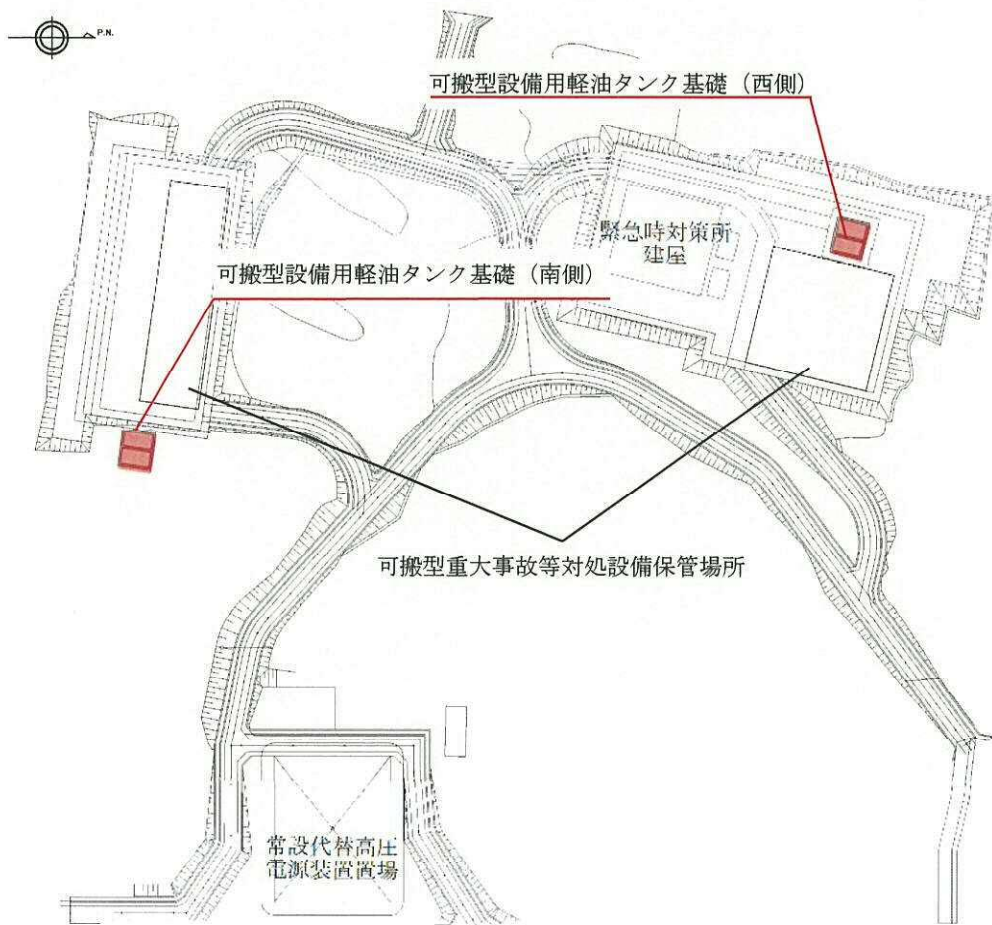 P.N.
可搬型設備用軽油タンク基礎（西側）
緊急時対策所
建屋
可搬型設備用軽油タンク基礎（南側）
可搬型重大事故等対処設備保管場所
常設代替高圧
電源装置置場